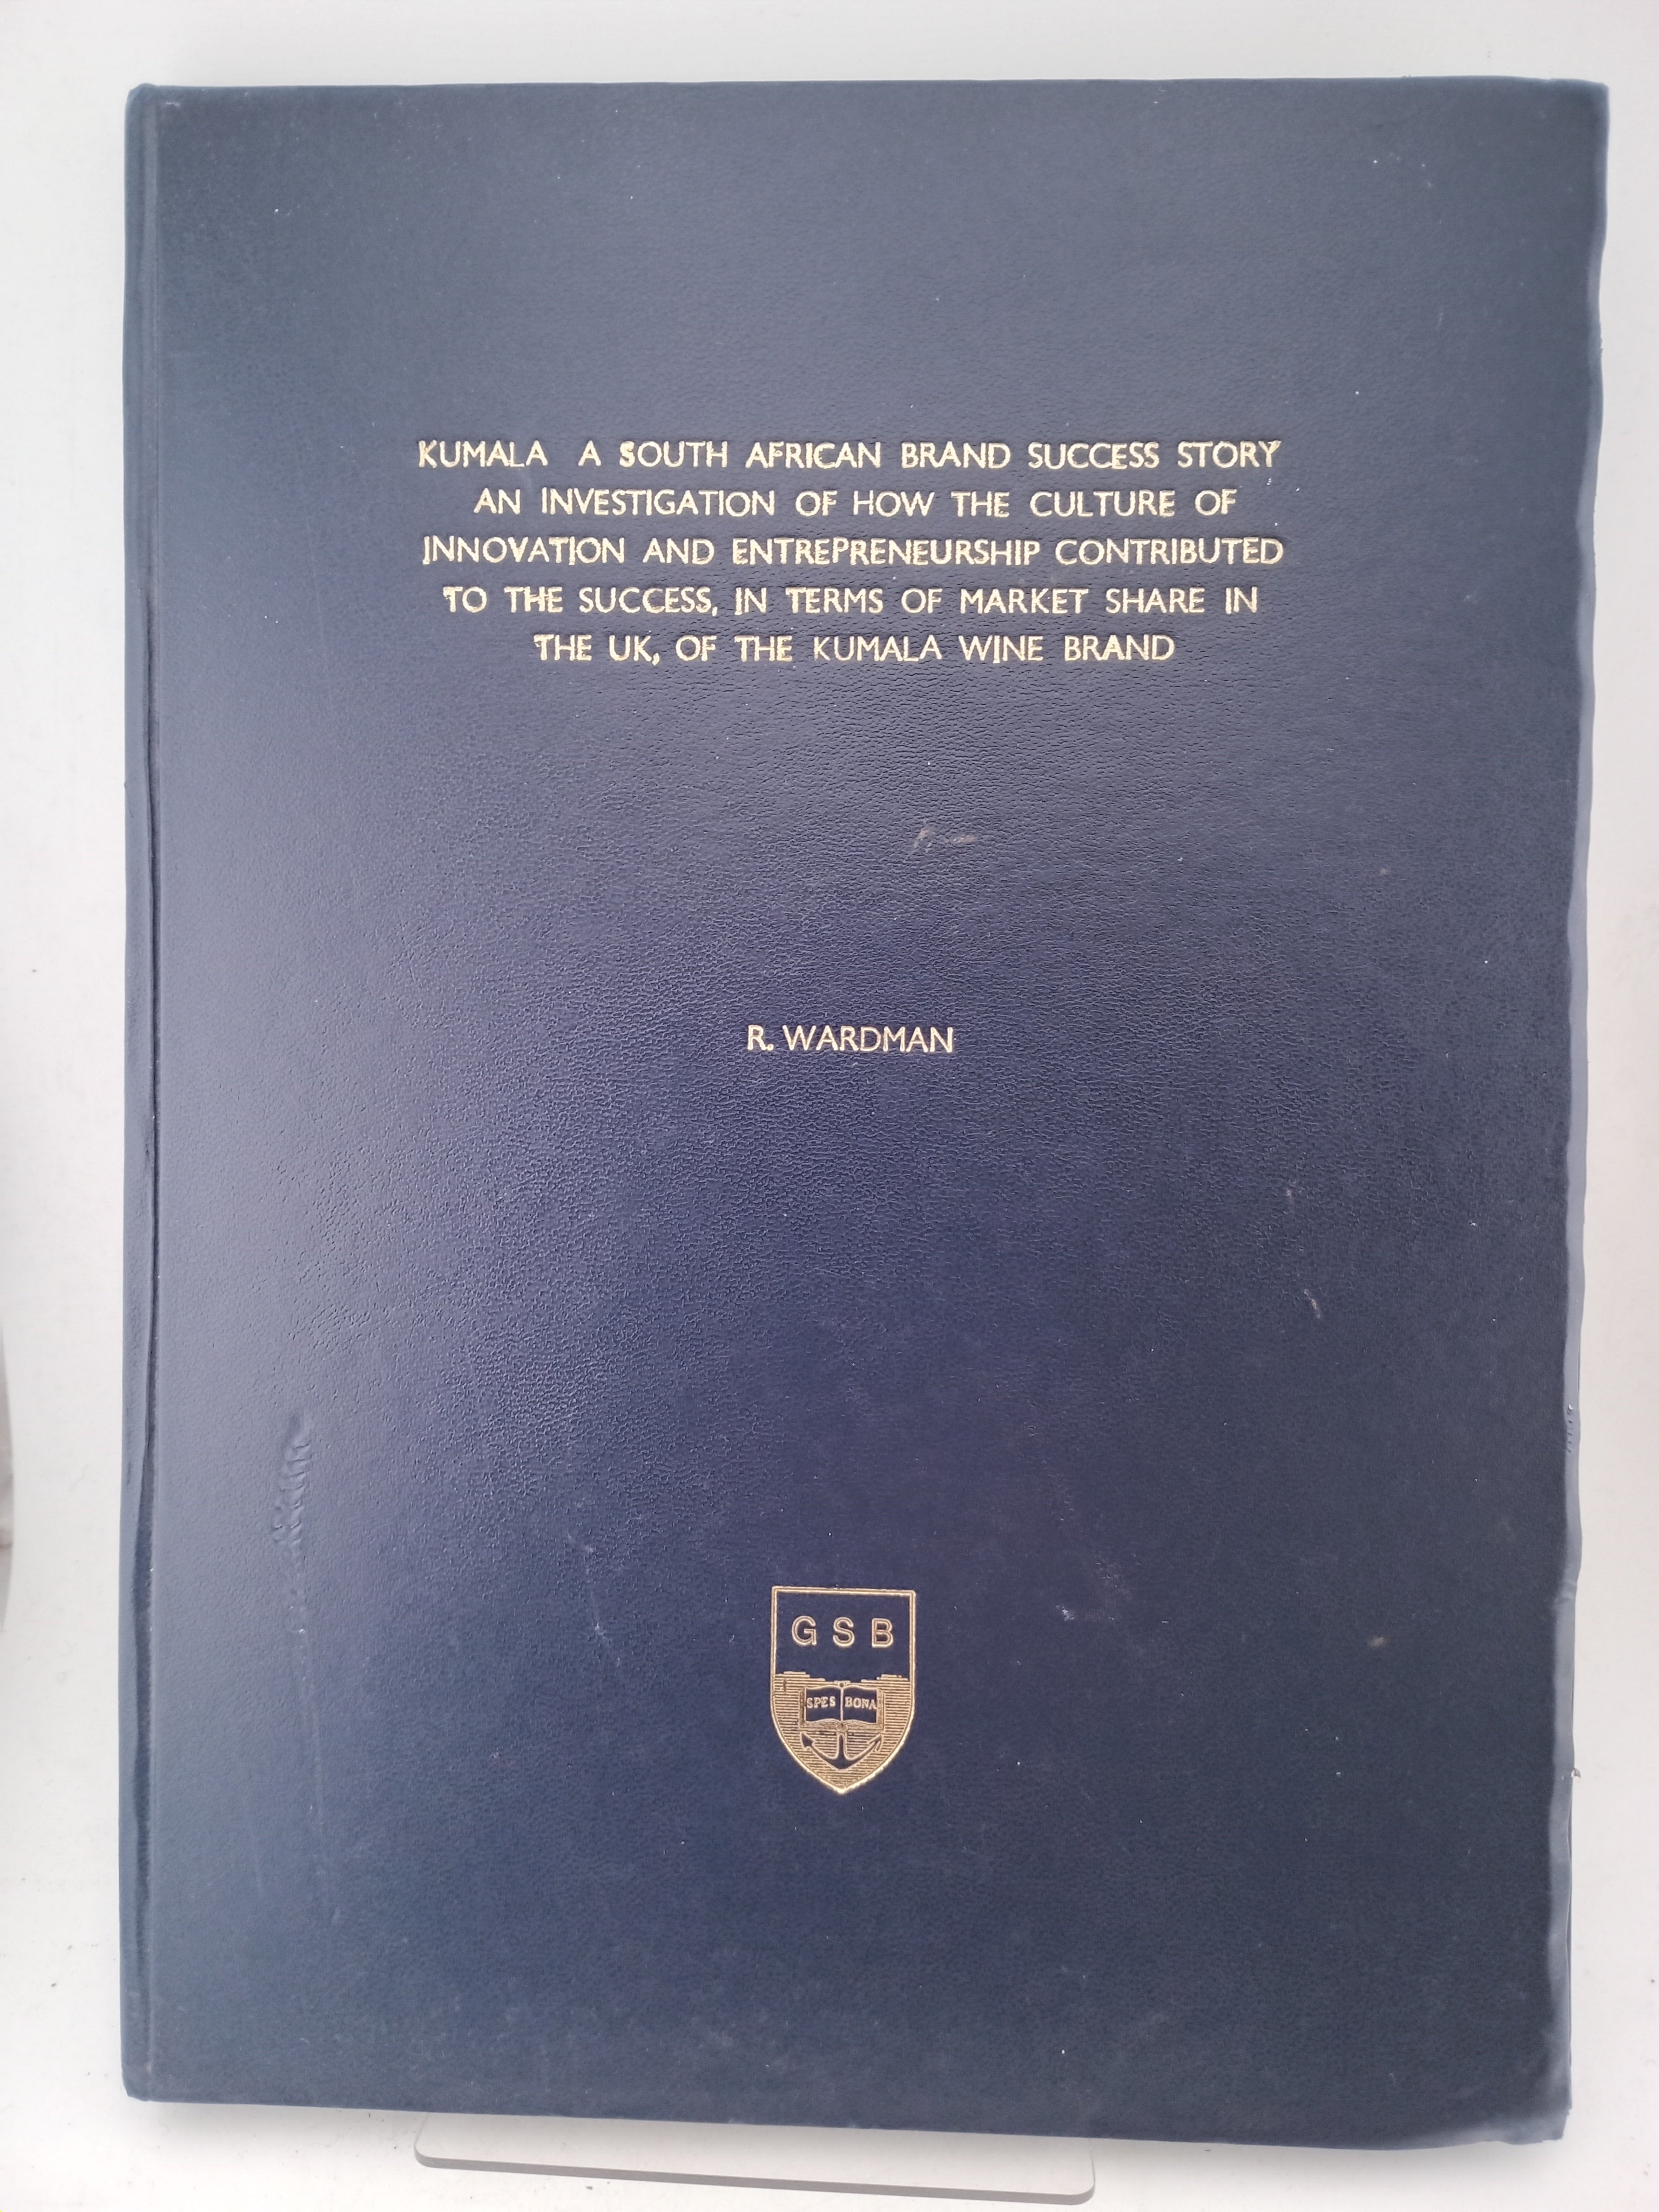 KUMALA A SOUTH AFRICAN BRAND SUCCESS STORY
AN INVESTIGATION OF HOW THE CULTURE OF
INNOVATION AND ENTREPRENEURSHIP CONTRIBUTED
TO THE SUCCESS, IN TERMS OF MARKET SHARE IN
THE UK, OF THE KUMALA WINE BRAND
R. WARDMAN
G S B
SPES BONA